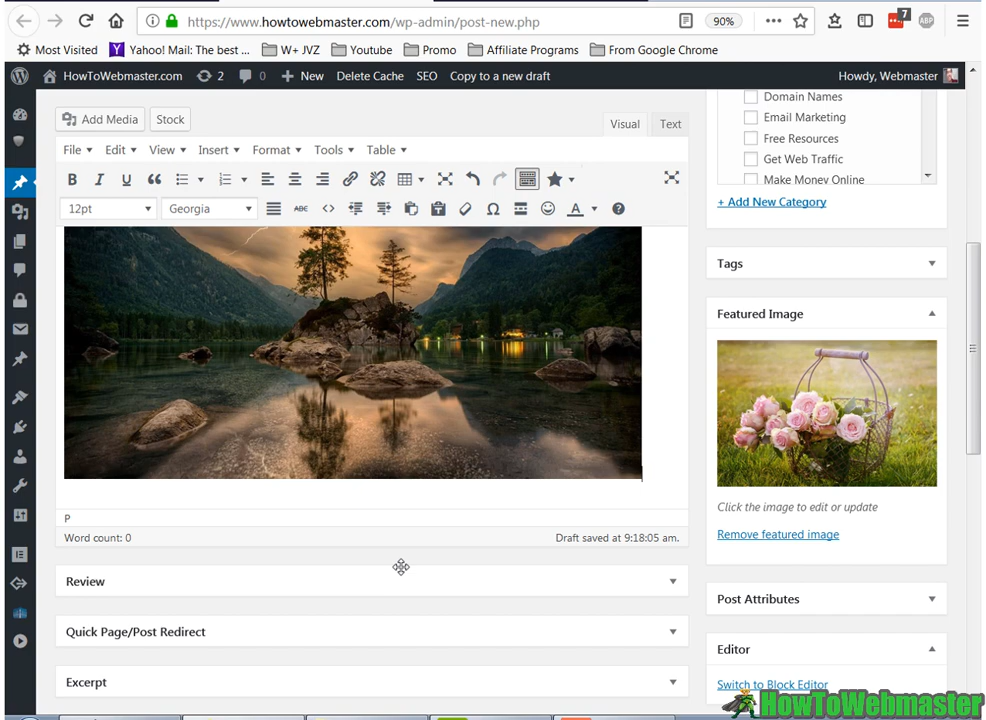 https://www.howtowebmaster.com/wp-admin/post-new.php
90%
7
ABP
Most Visited
Yahoo! Mail: The best ...
W+ JVZ
Youtube
Promo
Affiliate Programs
From Google Chrome
HowToWebmaster.com
2
0
New
Delete Cache
SEO
Copy to a new draft
Howdy, Webmaster
Add Media
Stock
Visual
Text
File
Edit
View
Insert
Format
Tools
Table
12pt
Georgia
ABC
P
Word count: 0
Draft saved at 9:18:05 am.
Review
Quick Page/Post Redirect
Excerpt
Domain Names
Email Marketing
Free Resources
Get Web Traffic
Make Money Online
+ Add New Category
Tags
Featured Image
Click the image to edit or update
Remove featured image
Post Attributes
Editor
Switch to Block Editor
HowToWebmaster